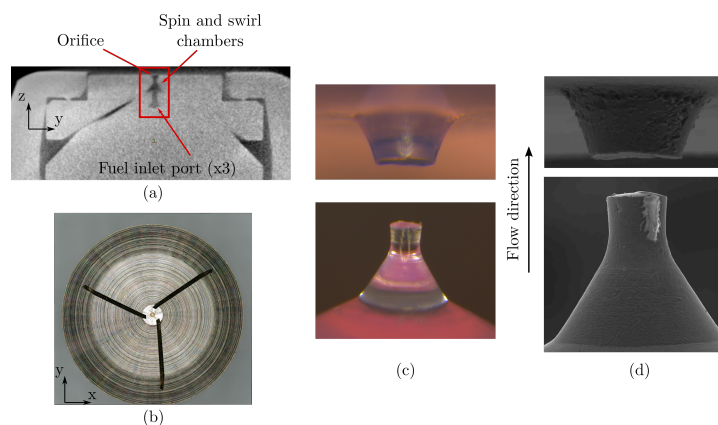 Spin and swirl
chambers
Orifice
z
y
Fuel inlet port (x3)
(a)
y
x
(b)
(c)
Flow direction
(d)